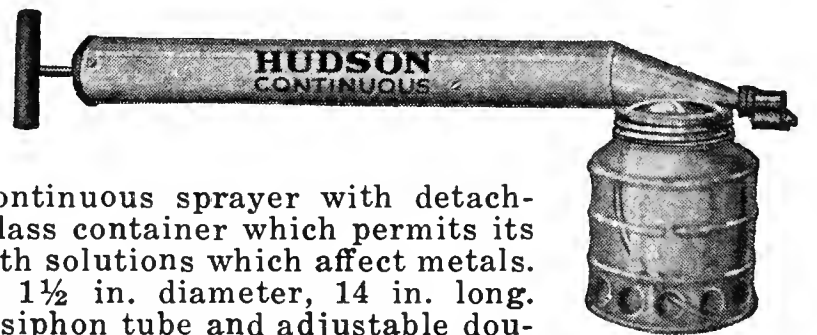 HUDSON
CONTINUOUS
ontinuous sprayer with detach-
lass container which permits its
th solutions which affect metals.
1½ in. diameter, 14 in. long.
siphon tube and adjustable dou-